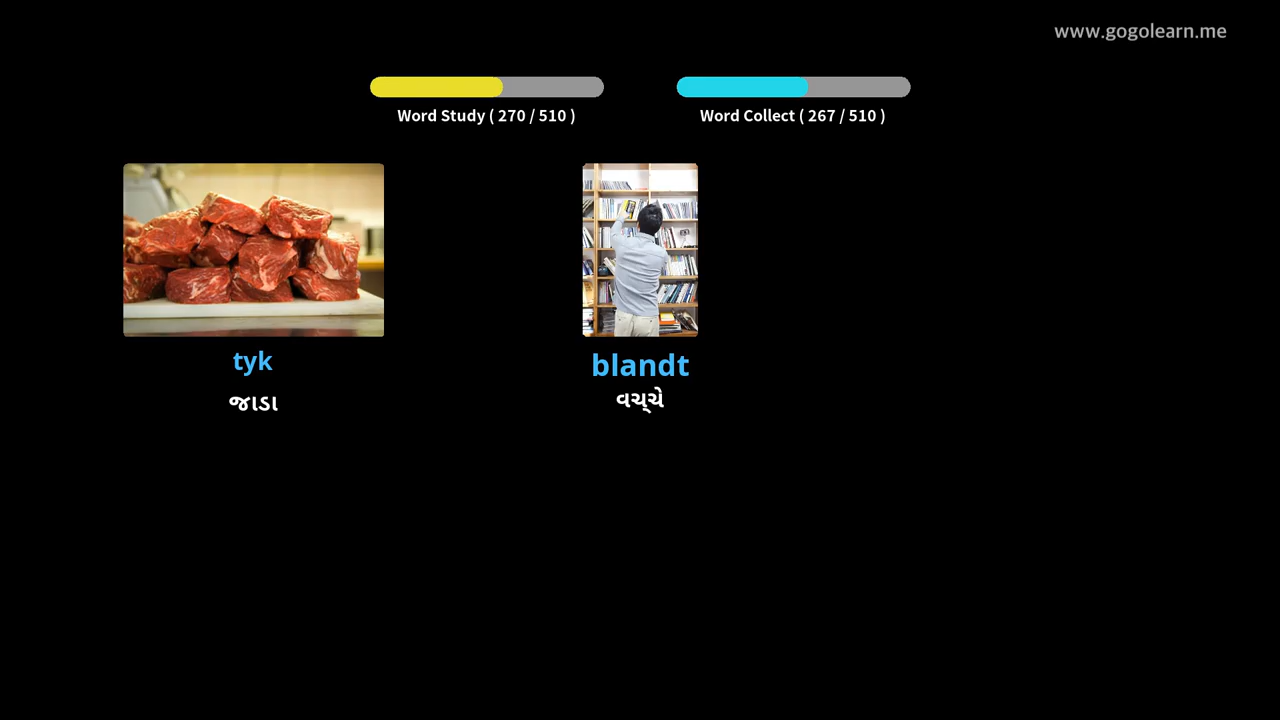 www.gogolearn.me
Word Study ( 270 / 510 )
Word Collect ( 267 / 510 )
tyk
જાડા
blandt
વચ્ચે